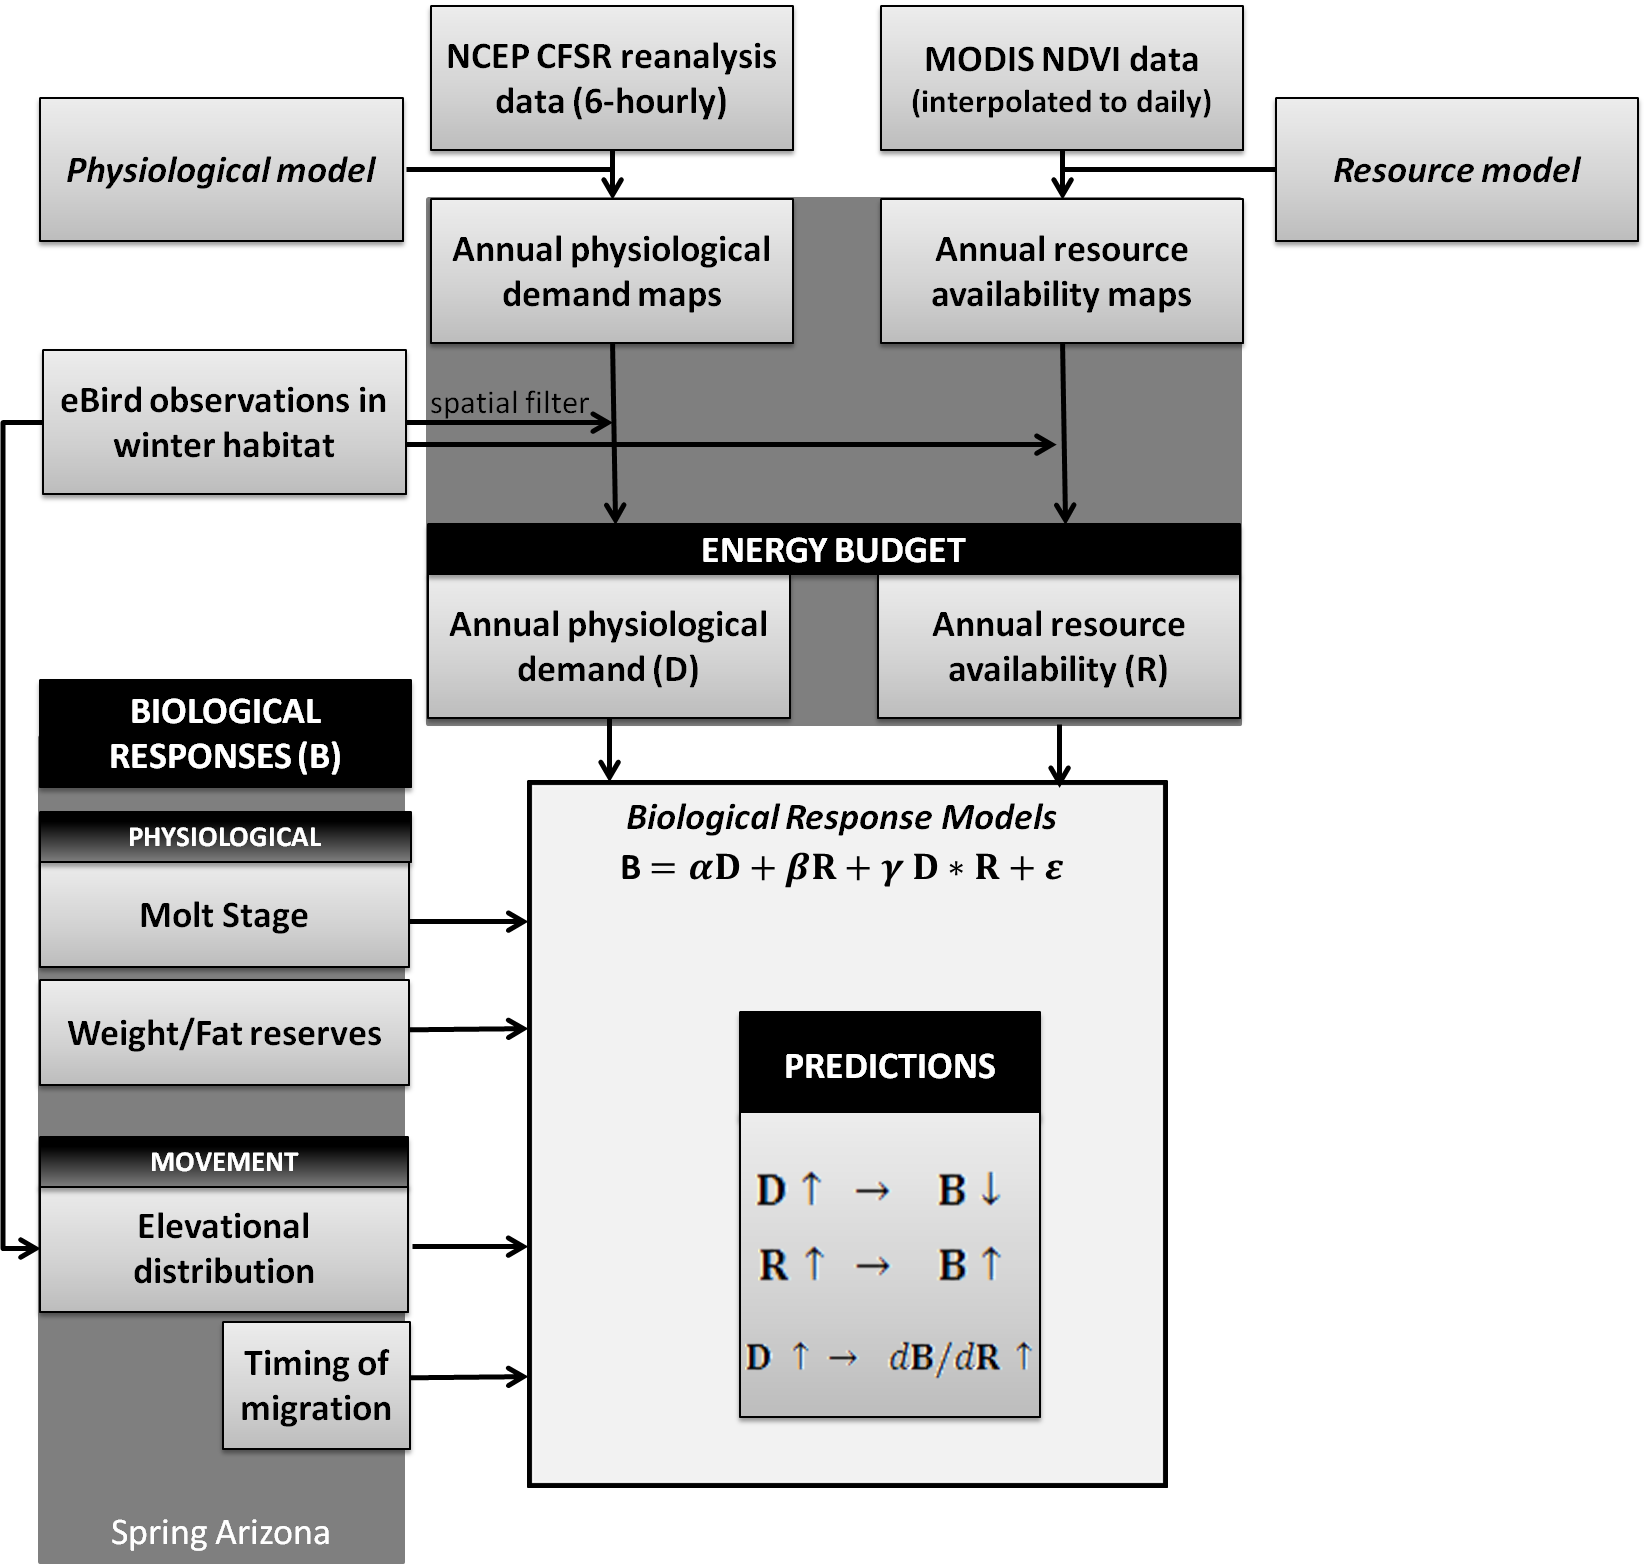 NCEP CFSR reanalysis
data (6-hourly)
MODIS NDVI data
(interpolated to daily)
Physiological model
Resource model
Annual physiological
demand maps
Annual resource
availability maps
eBird observations in
winter habitat
spatial filter
ENERGY BUDGET
Annual physiological
demand (D)
Annual resource
availability (R)
BIOLOGICAL
RESPONSES (B)
PHYSIOLOGICAL
Molt Stage
Weight/Fat reserves
MOVEMENT
Elevational
distribution
Timing of
migration
Spring Arizona
Biological Response Models
B = αD + βR + γ D ∗ R + ε
PREDICTIONS
D ↑ → B ↓
R ↑ → B ↑
D ↑ → dB/dR ↑